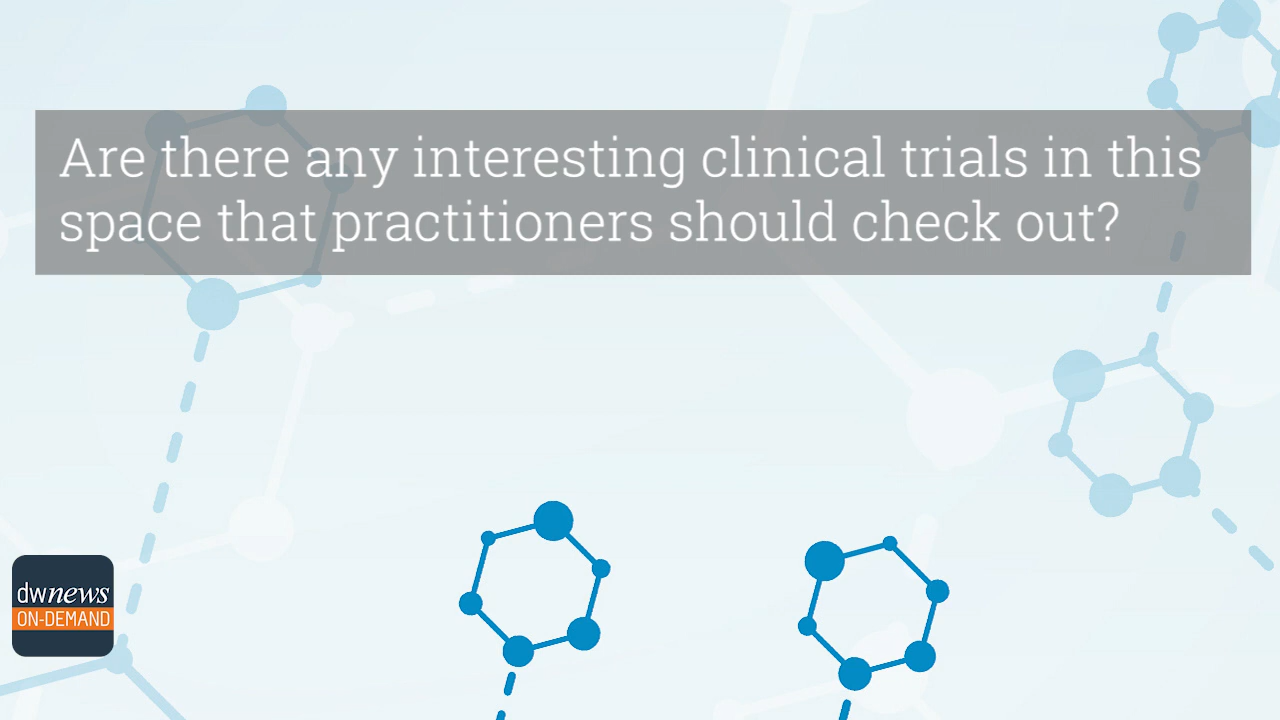 Are there any interesting clinical trials in this
space that practitioners should check out?
dwnews
ON-DEMAND